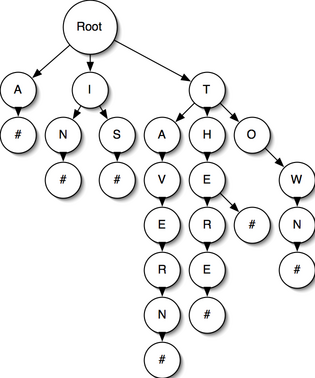 Root
A I T
# N S A H O
# # V E W
E R # N
R E #
N #
#